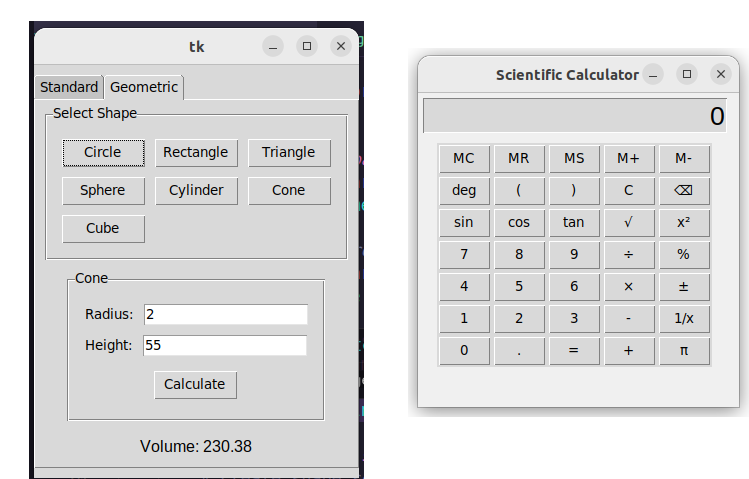 tk
Standard Geometric
Select Shape
Circle Rectangle Triangle
Sphere Cylinder Cone
Cube
Cone
Radius: 2
Height: 55
Calculate
Volume: 230.38
Scientific Calculator
0
MC MR MS M+ M-
deg ( ) C ⌫
sin cos tan √ x²
7 8 9 ÷ %
4 5 6 × ±
1 2 3 - 1/x
0 . = + π